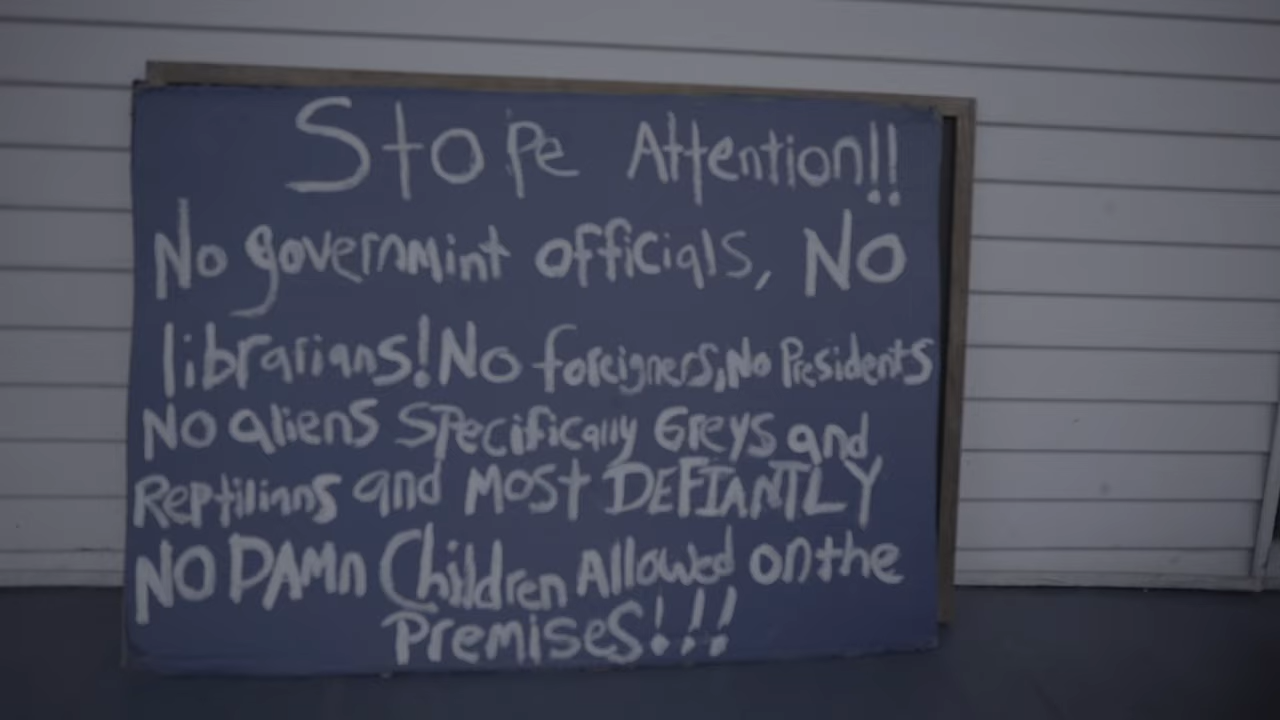 Stope Attention!!
No governmint officials, No
librarians! No foreigners, No Presidents
No aliens Specifically Greys and
Reptilians and MOST DEFIANTLY
NO DAMN Children Allowed on the
Premises!!!